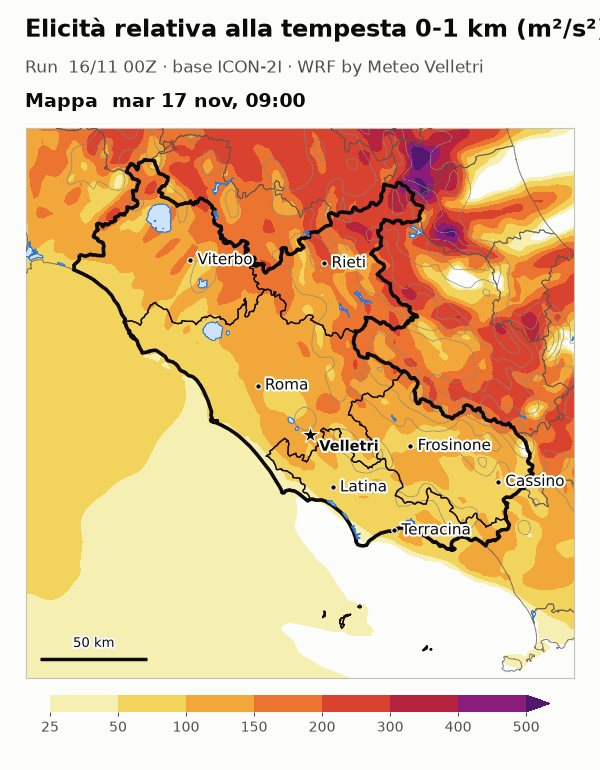 Elicità relativa alla tempesta 0-1 km (m²/s²)
Run 16/11 00Z · base ICON-2I · WRF by Meteo Velletri
Mappa mar 17 nov, 09:00
Viterbo
Rieti
Roma
Velletri
Frosinone
Cassino
Latina
Terracina
50 km
25 50 100 150 200 300 400 500